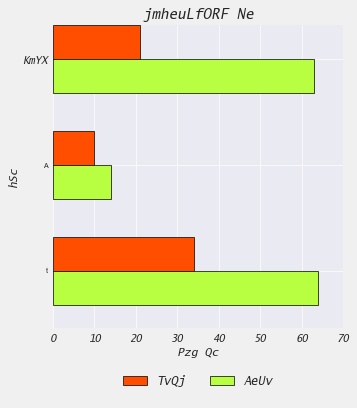 jmheuLfORF Ne
KmYX
A
t
hSc
0 10 20 30 40 50 60 70
Pzg Qc
TvQj AeUv